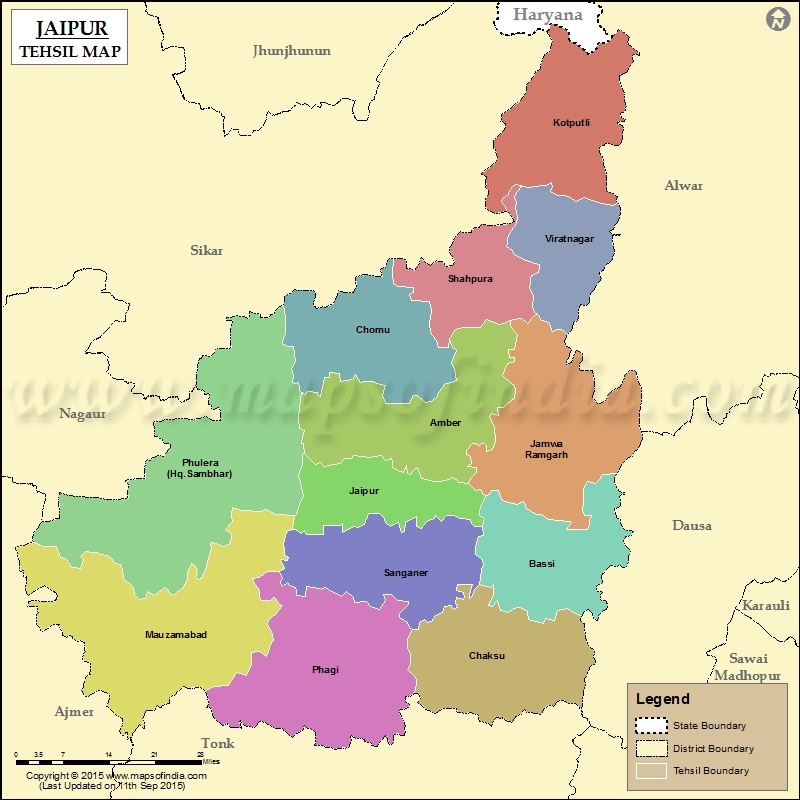 JAIPUR
TEHSIL MAP
Haryana
N
Jhunjhunun
Kotputli
Alwar
Sikar
Viratnagar
Shahpura
Chomu
www.mapsofindia.com
Nagaur
Amber
Jamwa
Ramgarh
Phulera
(Hq. Sambhar)
Jaipur
Dausa
Sanganer
Bassi
Karauli
Mauzamabad
Chaksu
Phagi
Sawai
Madhopur
Ajmer
Tonk
Legend
State Boundary
District Boundary
Tehsil Boundary
0 3.5 7 14 21 28
Miles
Copyright © 2015 www.mapsofindia.com
(Last Updated on 11th Sep 2015)